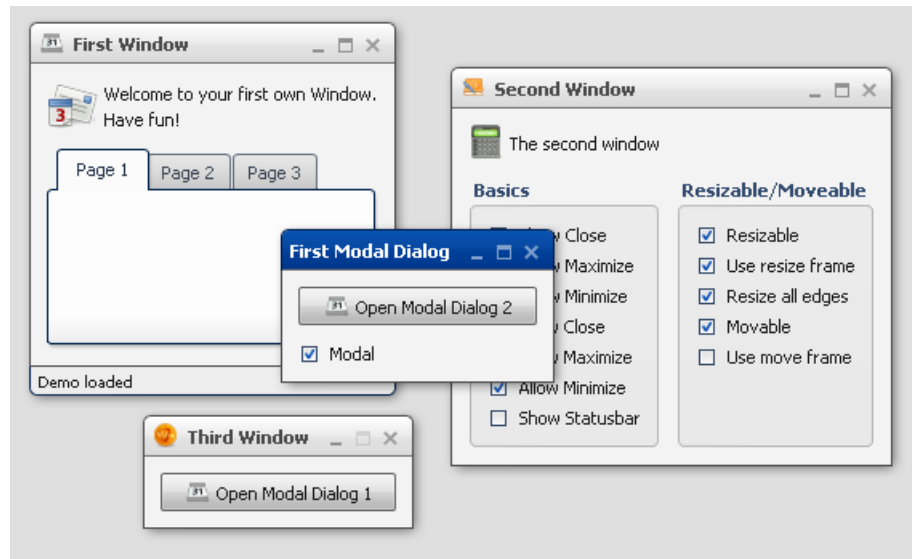 First Window
Welcome to your first own Window.
Have fun!
Page 1
Page 2
Page 3
Demo loaded
Second Window
The second window
Basics
Close
Maximize
Minimize
Close
Maximize
Allow Minimize
Show Statusbar
Resizable/Moveable
Resizable
Use resize frame
Resize all edges
Movable
Use move frame
First Modal Dialog
31 Open Modal Dialog 2
Modal
Third Window
31 Open Modal Dialog 1